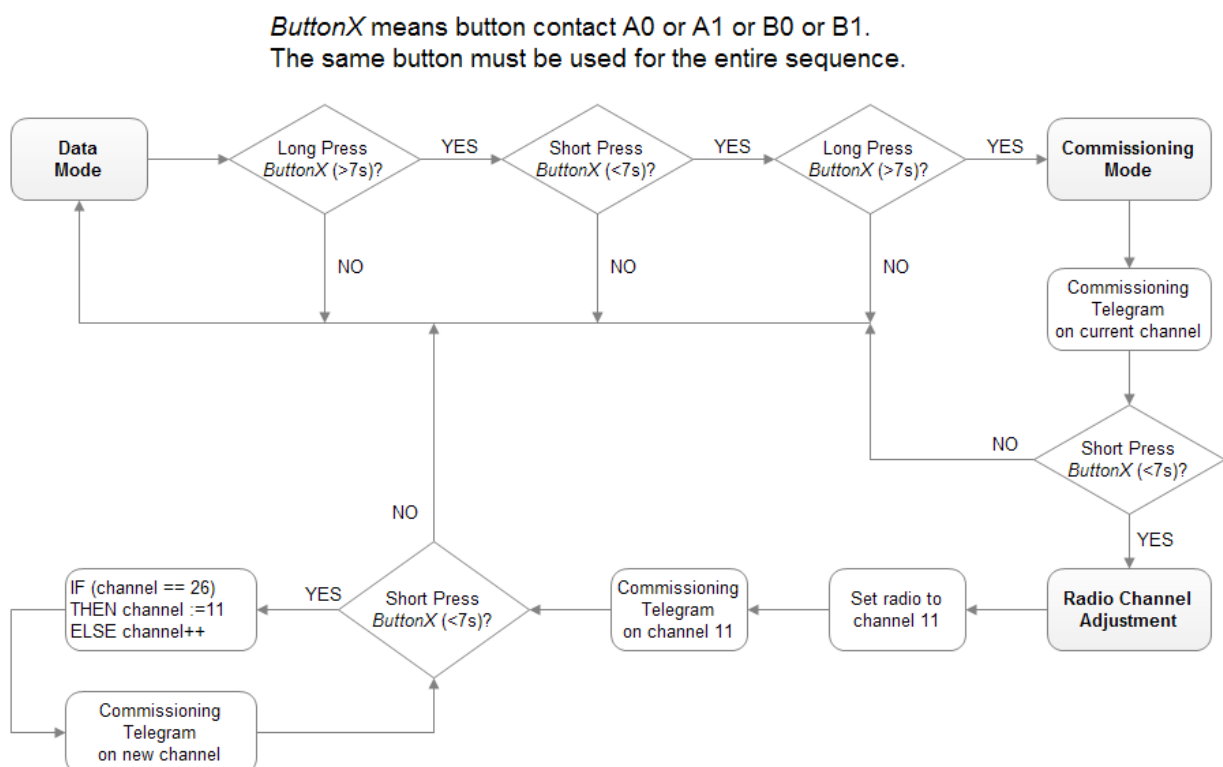 ButtonX means button contact A0 or A1 or B0 or B1.
The same button must be used for the entire sequence.
Data
Mode
Long Press
ButtonX (>7s)?
YES
Short Press
ButtonX (<7s)?
YES
Long Press
ButtonX (>7s)?
YES
Commissioning
Mode
NO
NO
NO
Commissioning
Telegram
on current channel
NO
Short Press
ButtonX (<7s)?
YES
Radio Channel
Adjustment
Set radio to
channel 11
Commissioning
Telegram
on channel 11
Short Press
ButtonX (<7s)?
NO
YES
IF (channel == 26)
THEN channel :=11
ELSE channel++
Commissioning
Telegram
on new channel